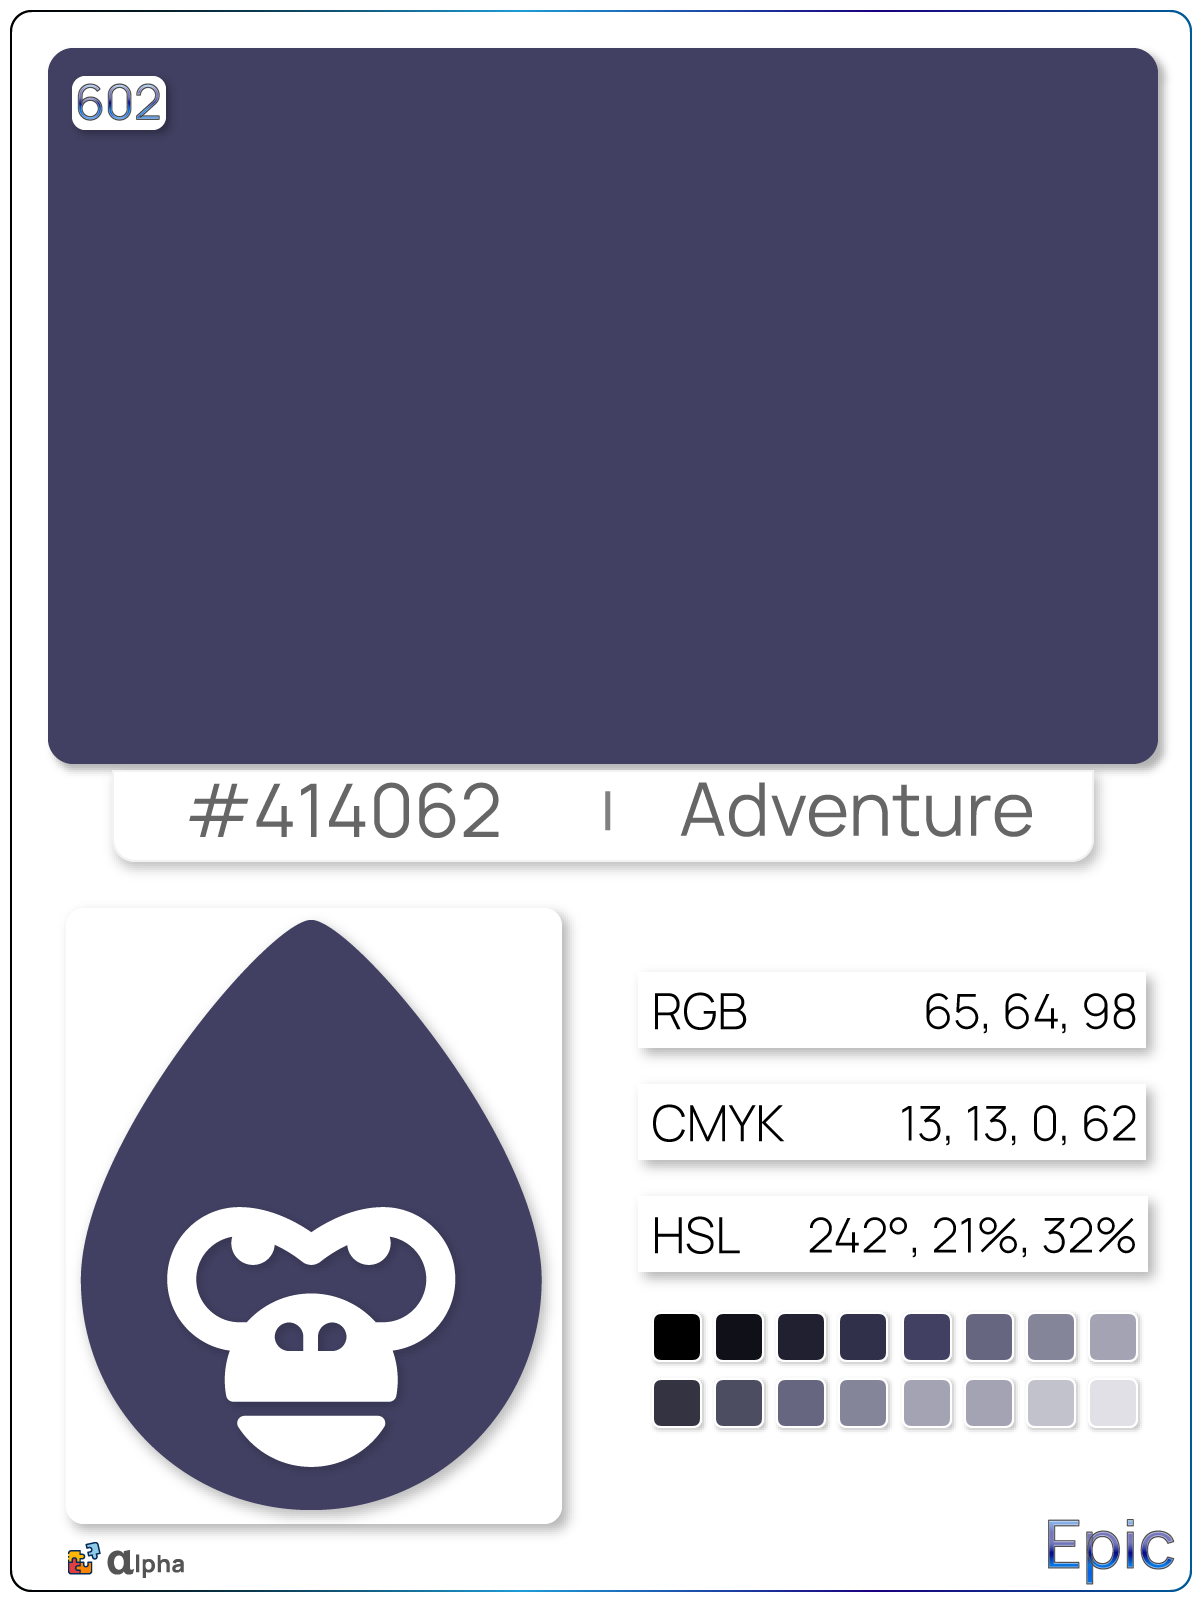 602
#414062 | Adventure
RGB 65, 64, 98
CMYK 13, 13, 0, 62
HSL 242°, 21%, 32%
alpha
Epic